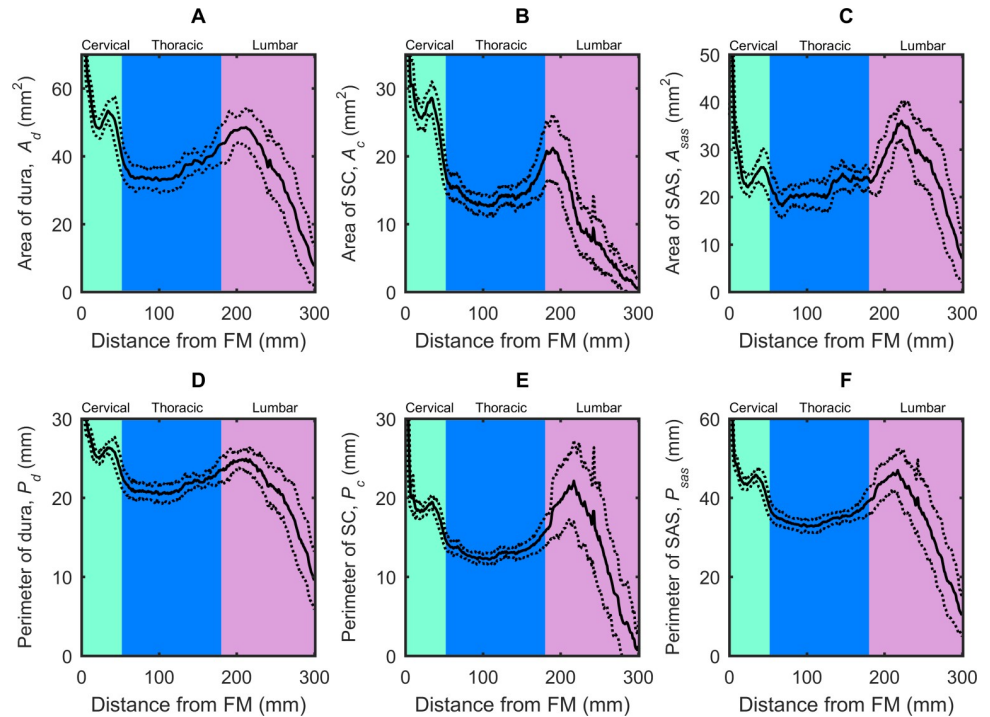 A
Cervical Thoracic Lumbar
Area of dura, A_d (mm²)
60
40
20
0
0 100 200 300
Distance from FM (mm)
B
Cervical Thoracic Lumbar
Area of SC, A_c (mm²)
30
20
10
0
0 100 200 300
Distance from FM (mm)
C
Cervical Thoracic Lumbar
Area of SAS, A_sas (mm²)
50
40
30
20
10
0
0 100 200 300
Distance from FM (mm)
D
Cervical Thoracic Lumbar
Perimeter of dura, P_d (mm)
30
20
10
0
0 100 200 300
Distance from FM (mm)
E
Cervical Thoracic Lumbar
Perimeter of SC, P_c (mm)
30
20
10
0
0 100 200 300
Distance from FM (mm)
F
Cervical Thoracic Lumbar
Perimeter of SAS, P_sas (mm)
60
40
20
0
0 100 200 300
Distance from FM (mm)